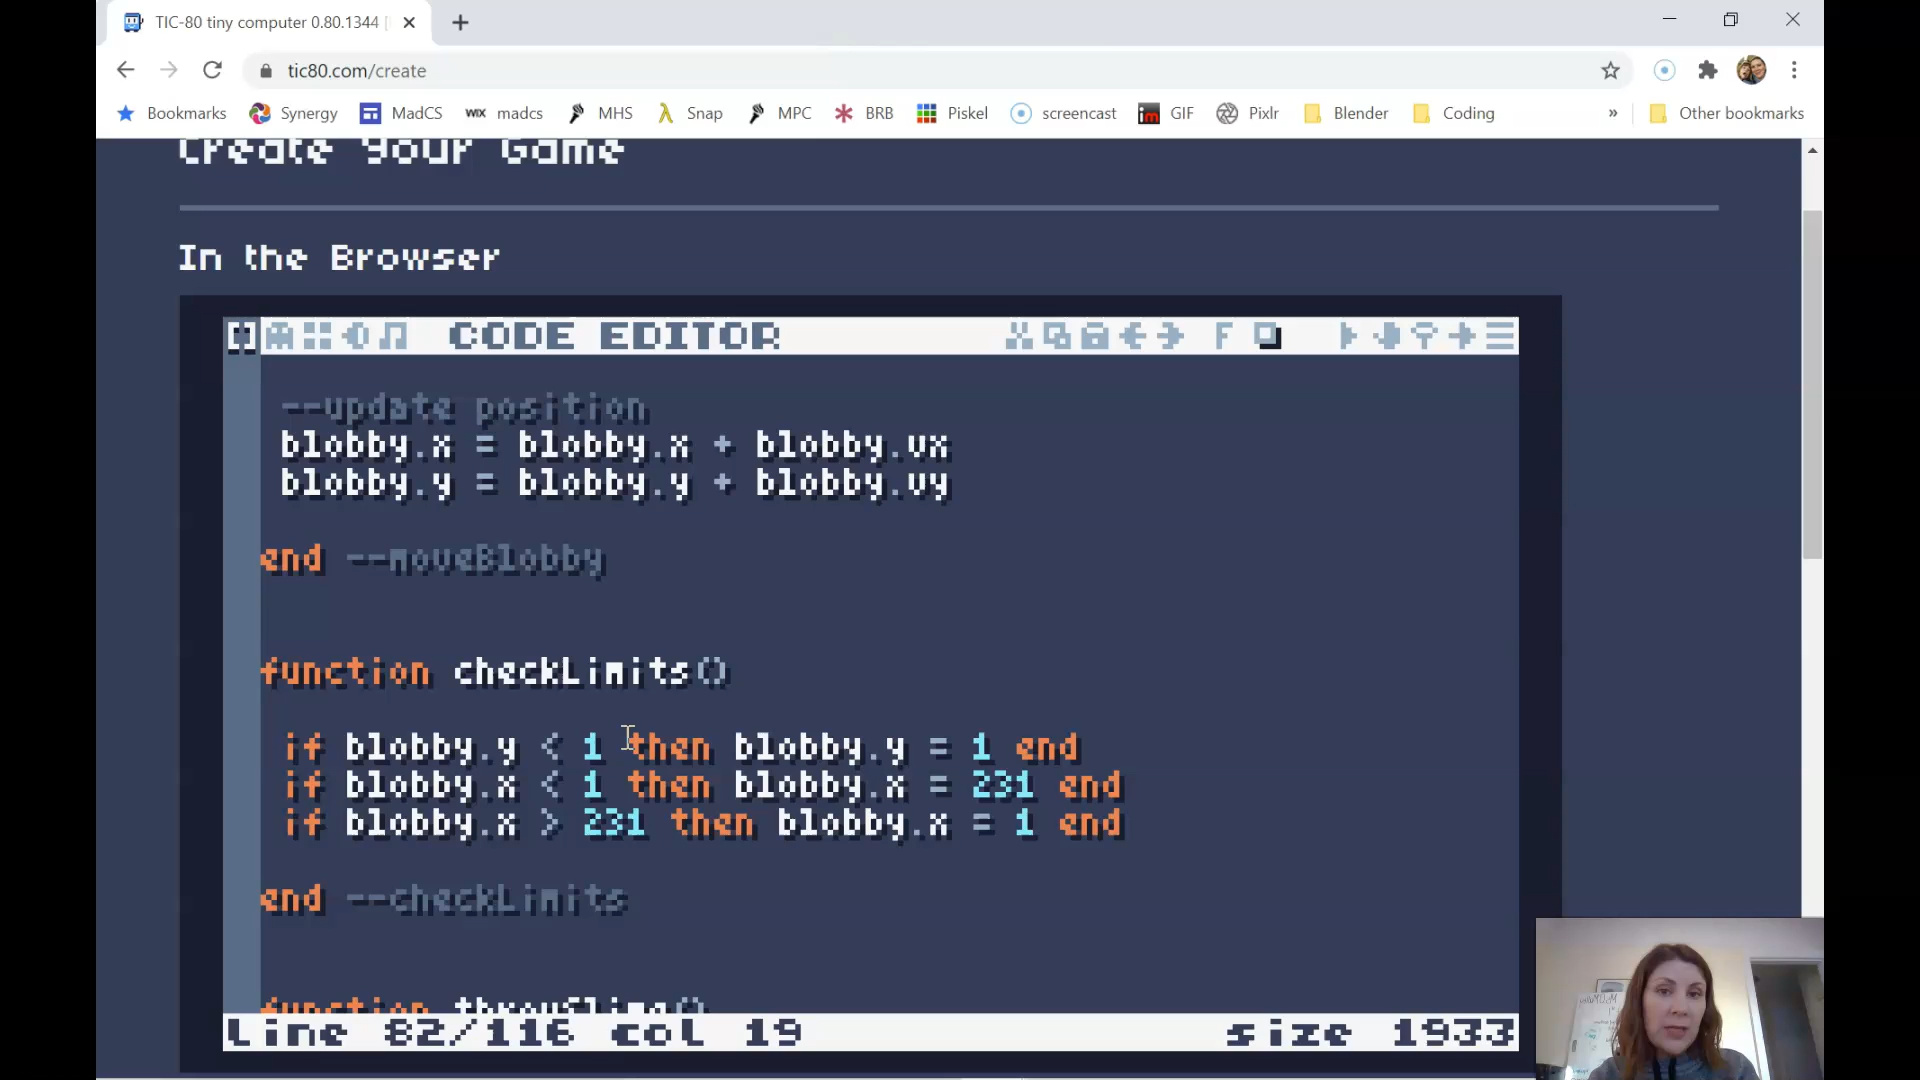 TIC-80 tiny computer 0.80.1344
tic80.com/create
Bookmarks Synergy MadCS WIX madcs MHS Snap MPC BRB Piskel screencast GIF Pixlr Blender Coding » Other bookmarks
Create your Game
In the Browser
CODE EDITOR F
--update position
blobby.x = blobby.x + blobby.vx
blobby.y = blobby.y + blobby.vy
end --moveBlobby
function checkLimits()
if blobby.y < 1 then blobby.y = 1 end
if blobby.x < 1 then blobby.x = 231 end
if blobby.x > 231 then blobby.x = 1 end
end --checkLimits
function
line 82/116 col 19 size 1933